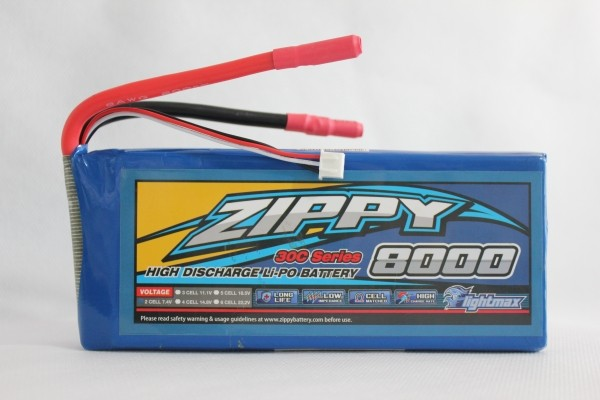 ZIPPY
30C Series
8000
HIGH DISCHARGE Li-PO BATTERY
VOLTAGE
3 CELL 11.1V
5 CELL 18.5V
2 CELL 7.4V
4 CELL 14.8V
6 CELL 22.2V
LONG LIFE
LOW IMPEDANCE
CELL MATCHED
HIGH
flightmax
Please read safety warning & usage guidelines at www.zippybattery.com before use.